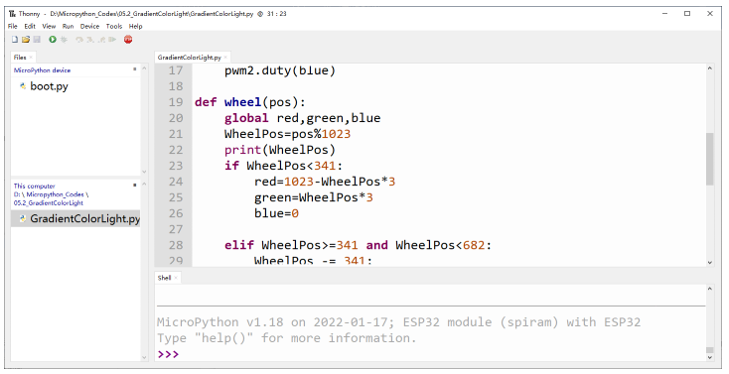 Thonny - D:\Micropython_Codes\05.2_GradientColorLight\GradientColorLight.py @ 31 : 23
File Edit View Run Device Tools Help
Files
MicroPython device
boot.py
This computer
D: \ Micropython_Codes \
05.2_GradientColorLight
GradientColorLight.py
GradientColorLight.py
17 pwm2.duty(blue)
18
19 def wheel(pos):
20 global red,green,blue
21 WheelPos=pos%1023
22 print(WheelPos)
23 if WheelPos<341:
24 red=1023-WheelPos*3
25 green=WheelPos*3
26 blue=0
27
28 elif WheelPos>=341 and WheelPos<682:
29 WheelPos -= 341;
Shell
MicroPython v1.18 on 2022-01-17; ESP32 module (spiram) with ESP32
Type "help()" for more information.
>>>